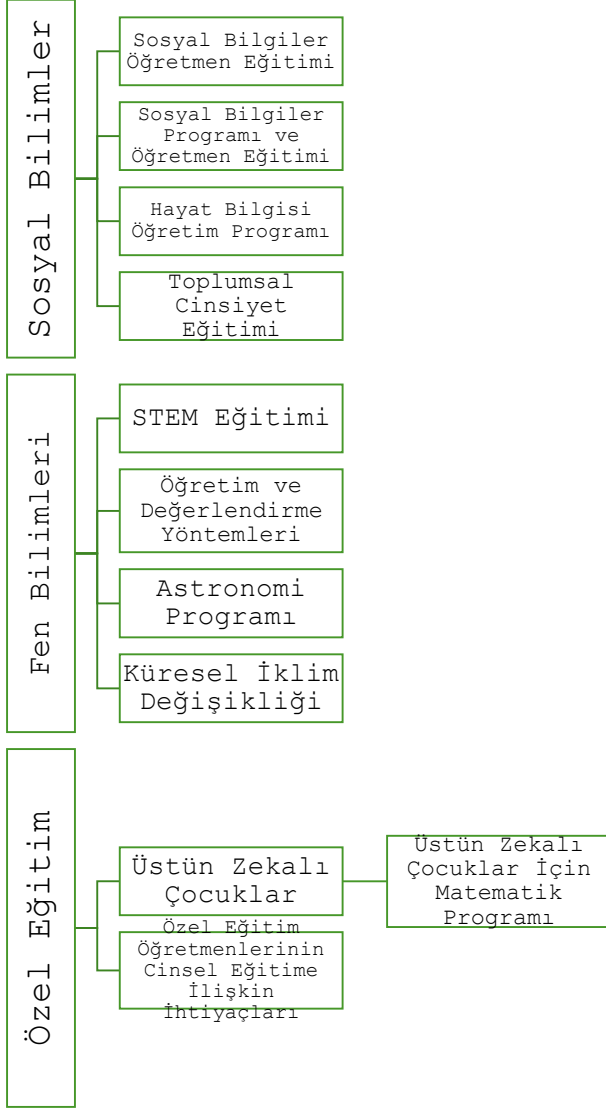 Sosyal Bilimler
Sosyal Bilgiler
Öğretmen Eğitimi
Sosyal Bilgiler
Programı ve
Öğretmen Eğitimi
Hayat Bilgisi
Öğretim Programı
Toplumsal
Cinsiyet
Eğitimi
Fen Bilimleri
STEM Eğitimi
Öğretim ve
Değerlendirme
Yöntemleri
Astronomi
Programı
Küresel İklim
Değişikliği
Özel Eğitim
Üstün Zekalı
Çocuklar
Üstün Zekalı
Çocuklar İçin
Matematik
Programı
Özel Eğitim
Öğretmenlerinin
Cinsel Eğitime
İlişkin
İhtiyaçları